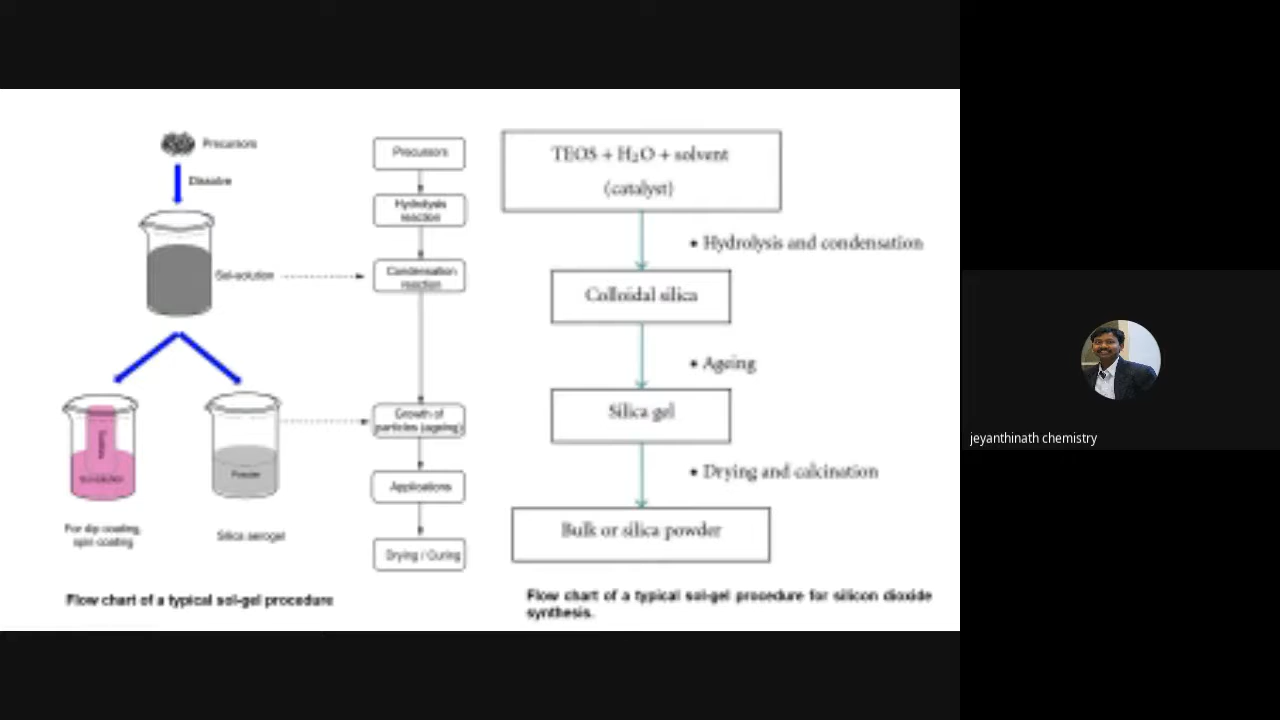 Precursors
Dissolve
Sol-solution
For dip coating,
spin coating
Powder
Silica aerogel
Flow chart of a typical sol-gel procedure
Precursors
Hydrolysis
reaction
Condensation
reaction
Growth of
particles (ageing)
Applications
Drying / Curing
TEOS + H₂O + solvent
(catalyst)
• Hydrolysis and condensation
Colloidal silica
• Ageing
Silica gel
• Drying and calcination
Bulk or silica powder
Flow chart of a typical sol-gel procedure for silicon dioxide
synthesis.
jeyanthinath chemistry